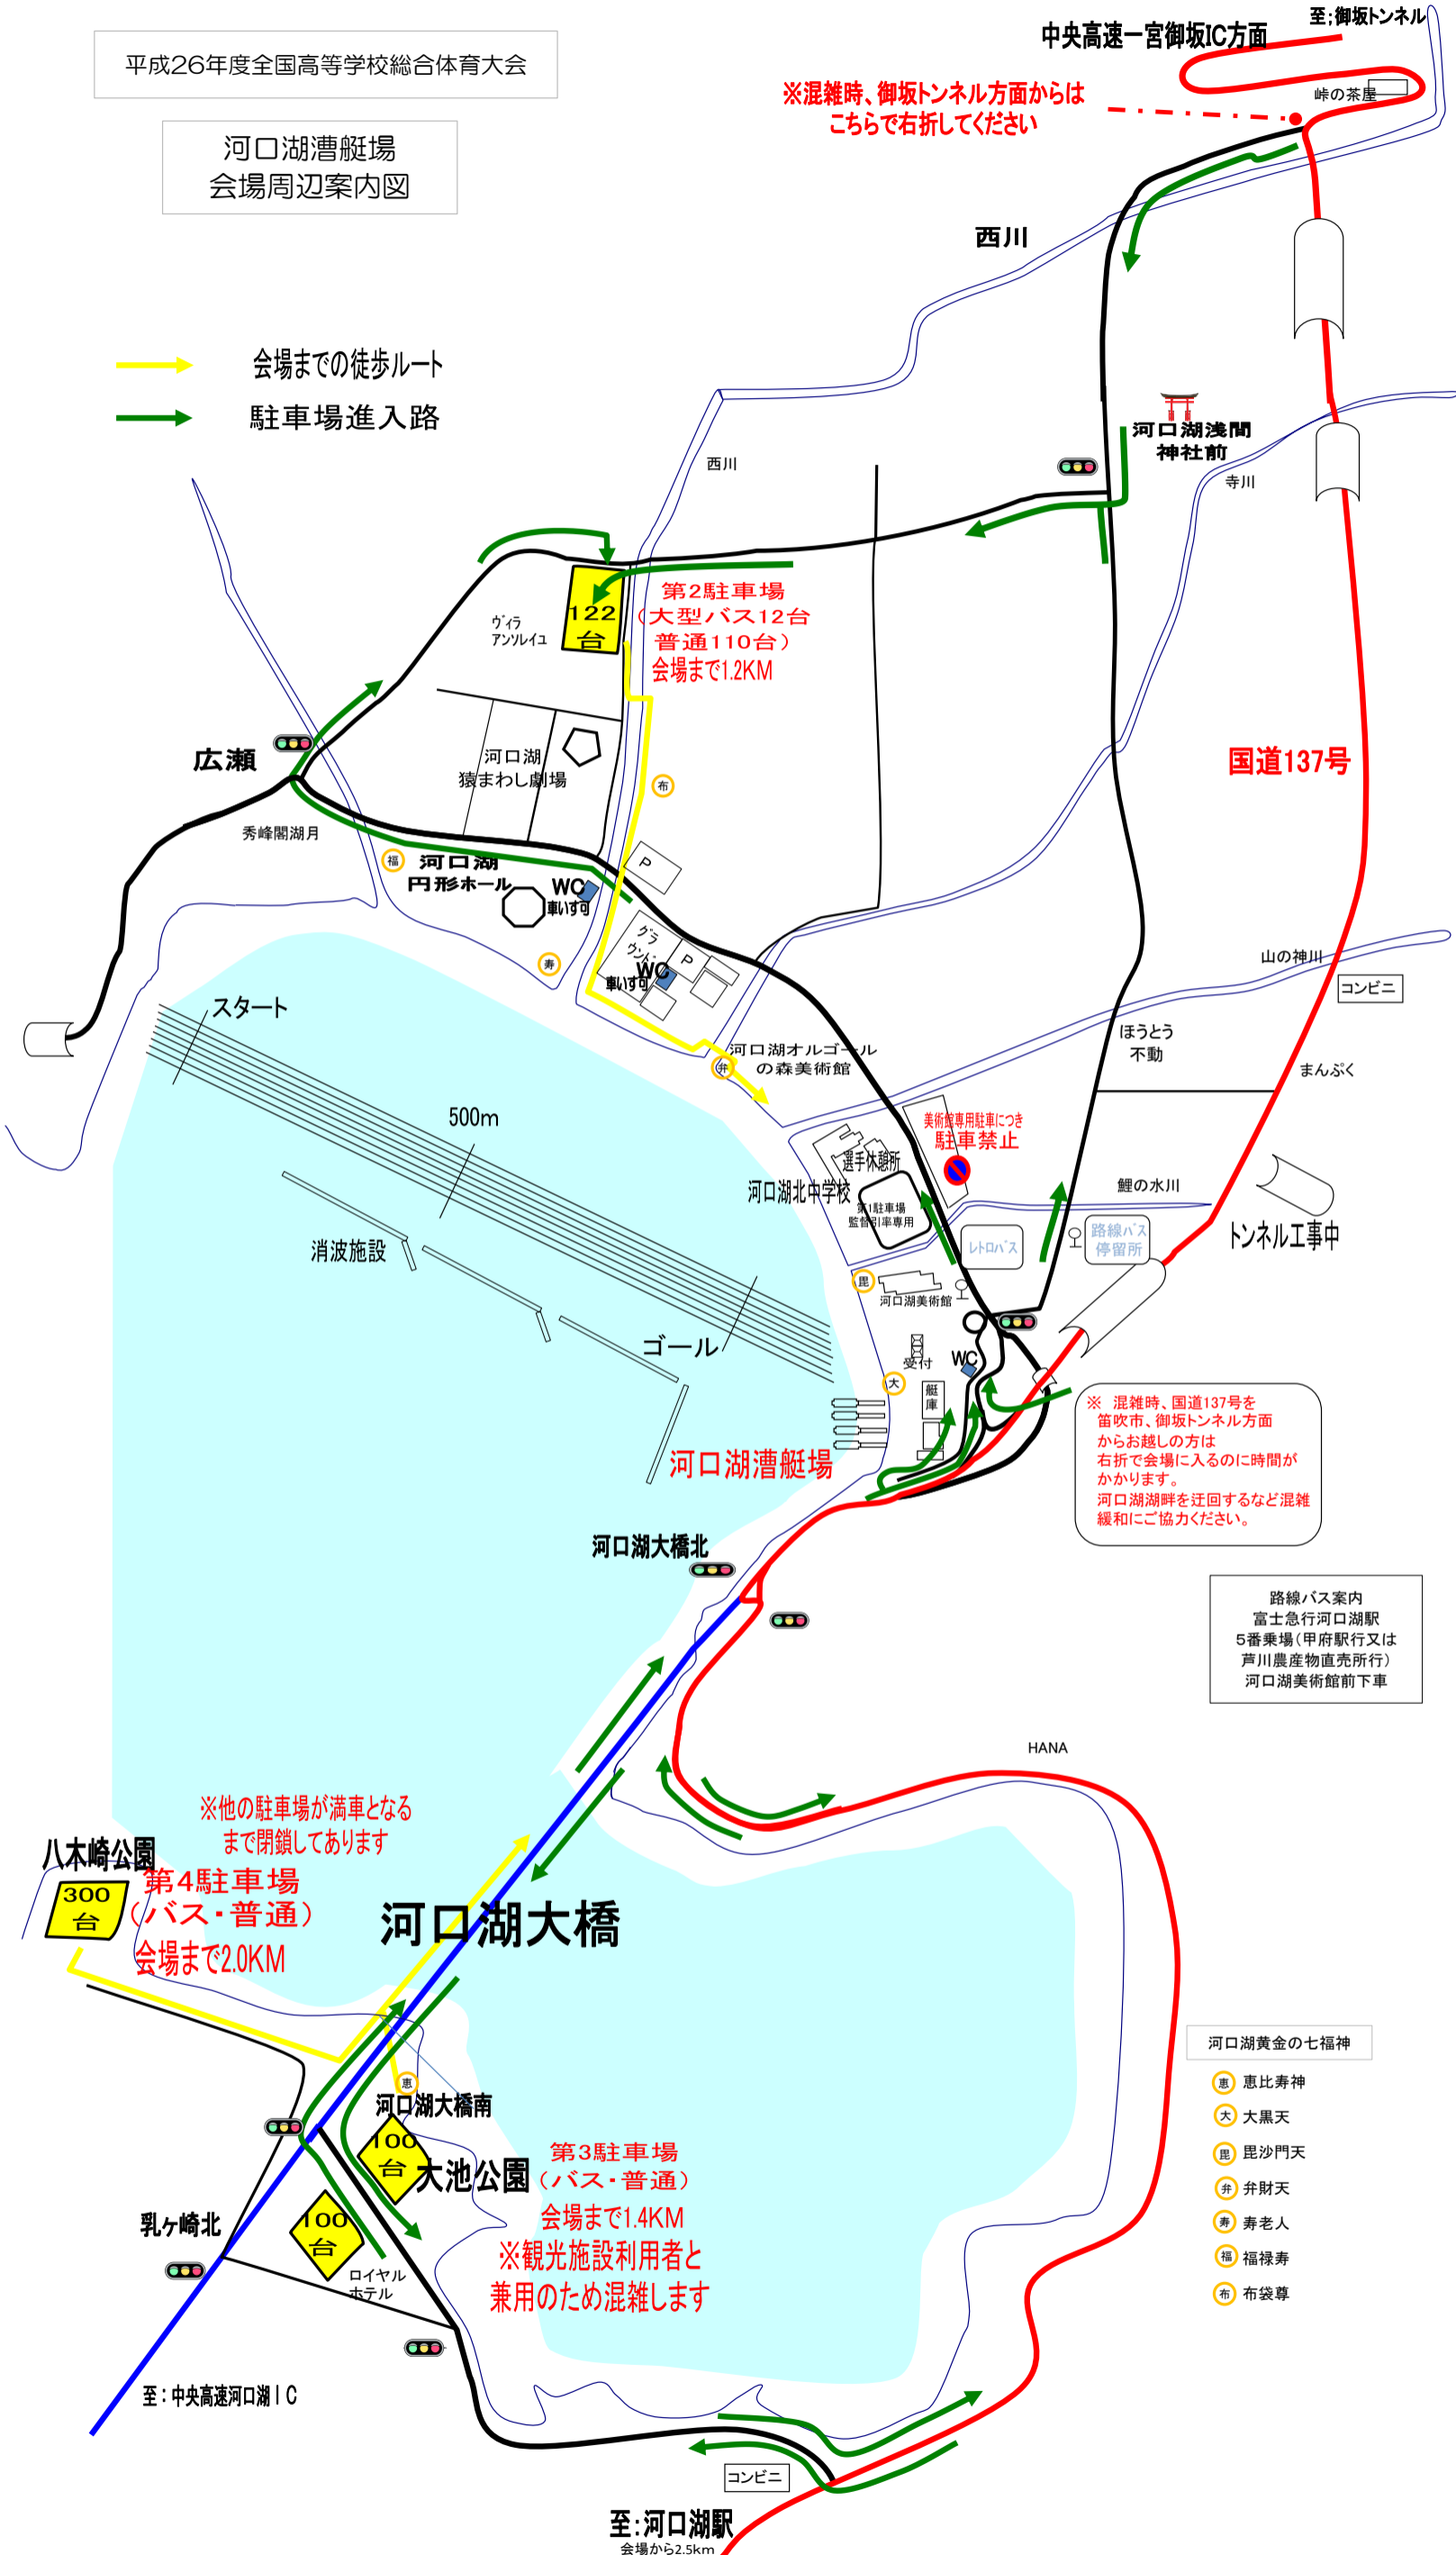 平成26年度全国高等学校総合体育大会
河口湖漕艇場
会場周辺案内図
至;御坂トンネル
中央高速一宮御坂IC方面
峠の茶屋
※混雑時、御坂トンネル方面からは
こちらで右折してください
西川
会場までの徒歩ルート
駐車場進入路
河口湖浅間
神社前
西川
寺川
第2駐車場
(大型バス12台
普通110台)
会場まで1.2KM
122
台
ヴィラ
アンソレイユ
広瀬
河口湖
猿まわし劇場
布
国道137号
秀峰閣湖月
福
河口湖
円形ホール
WC
車いす可
P
グラ
ウンド
P
WC
車いす可
寿
山の神川
コンビニ
スタート
ほうとう
不動
河口湖オルゴール
の森美術館
弁
まんぷく
500m
美術館専用駐車につき
駐車禁止
選手休憩所
河口湖北中学校
第1駐車場
監督引率専用
鯉の水川
レトロバス
路線バス
停留所
トンネル工事中
消波施設
毘
河口湖美術館
ゴール
受付
WC
大
艇
庫
※ 混雑時、国道137号を
笛吹市、御坂トンネル方面
からお越しの方は
右折で会場に入るのに時間が
かかります。
河口湖湖畔を迂回するなど混雑
緩和にご協力ください。
河口湖漕艇場
河口湖大橋北
路線バス案内
富士急行河口湖駅
5番乗場(甲府駅行又は
芦川農産物直売所行)
河口湖美術館前下車
HANA
※他の駐車場が満車となる
まで閉鎖してあります
八木崎公園
300
台
第4駐車場
(バス・普通)
会場まで2.0KM
河口湖大橋
恵
河口湖大橋南
100
台
大池公園
第3駐車場
(バス・普通)
会場まで1.4KM
※観光施設利用者と
兼用のため混雑します
乳ヶ崎北
100
台
ロイヤル
ホテル
河口湖黄金の七福神
恵 恵比寿神
大 大黒天
毘 毘沙門天
弁 弁財天
寿 寿老人
福 福禄寿
布 布袋尊
至:中央高速河口湖IC
コンビニ
至:河口湖駅
会場から2.5km